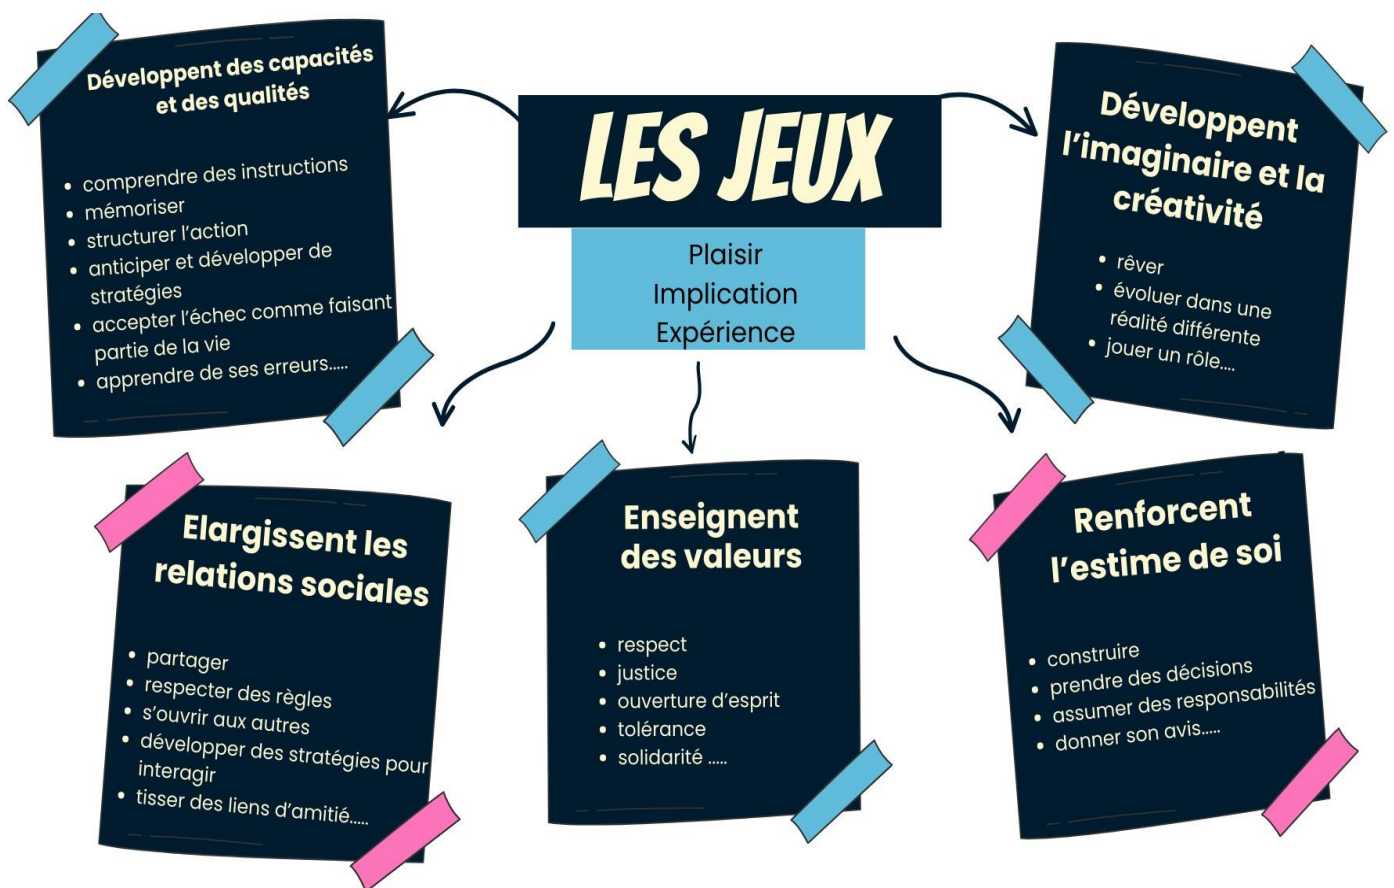 LES JEUX
Plaisir
Implication
Expérience
Développent des capacités
et des qualités
• comprendre des instructions
• mémoriser
• structurer l'action
• anticiper et développer de
stratégies
• accepter l'échec comme faisant
partie de la vie
• apprendre de ses erreurs.....
Développent
l'imaginaire et la
créativité
• rêver
• évoluer dans une
réalité différente
• jouer un rôle....
Elargissent les
relations sociales
• partager
• respecter des règles
• s'ouvrir aux autres
• développer des stratégies pour
interagir
• tisser des liens d'amitié.....
Enseignent
des valeurs
• respect
• justice
• ouverture d'esprit
• tolérance
• solidarité .....
Renforcent
l'estime de soi
• construire
• prendre des décisions
• assumer des responsabilités
• donner son avis.....